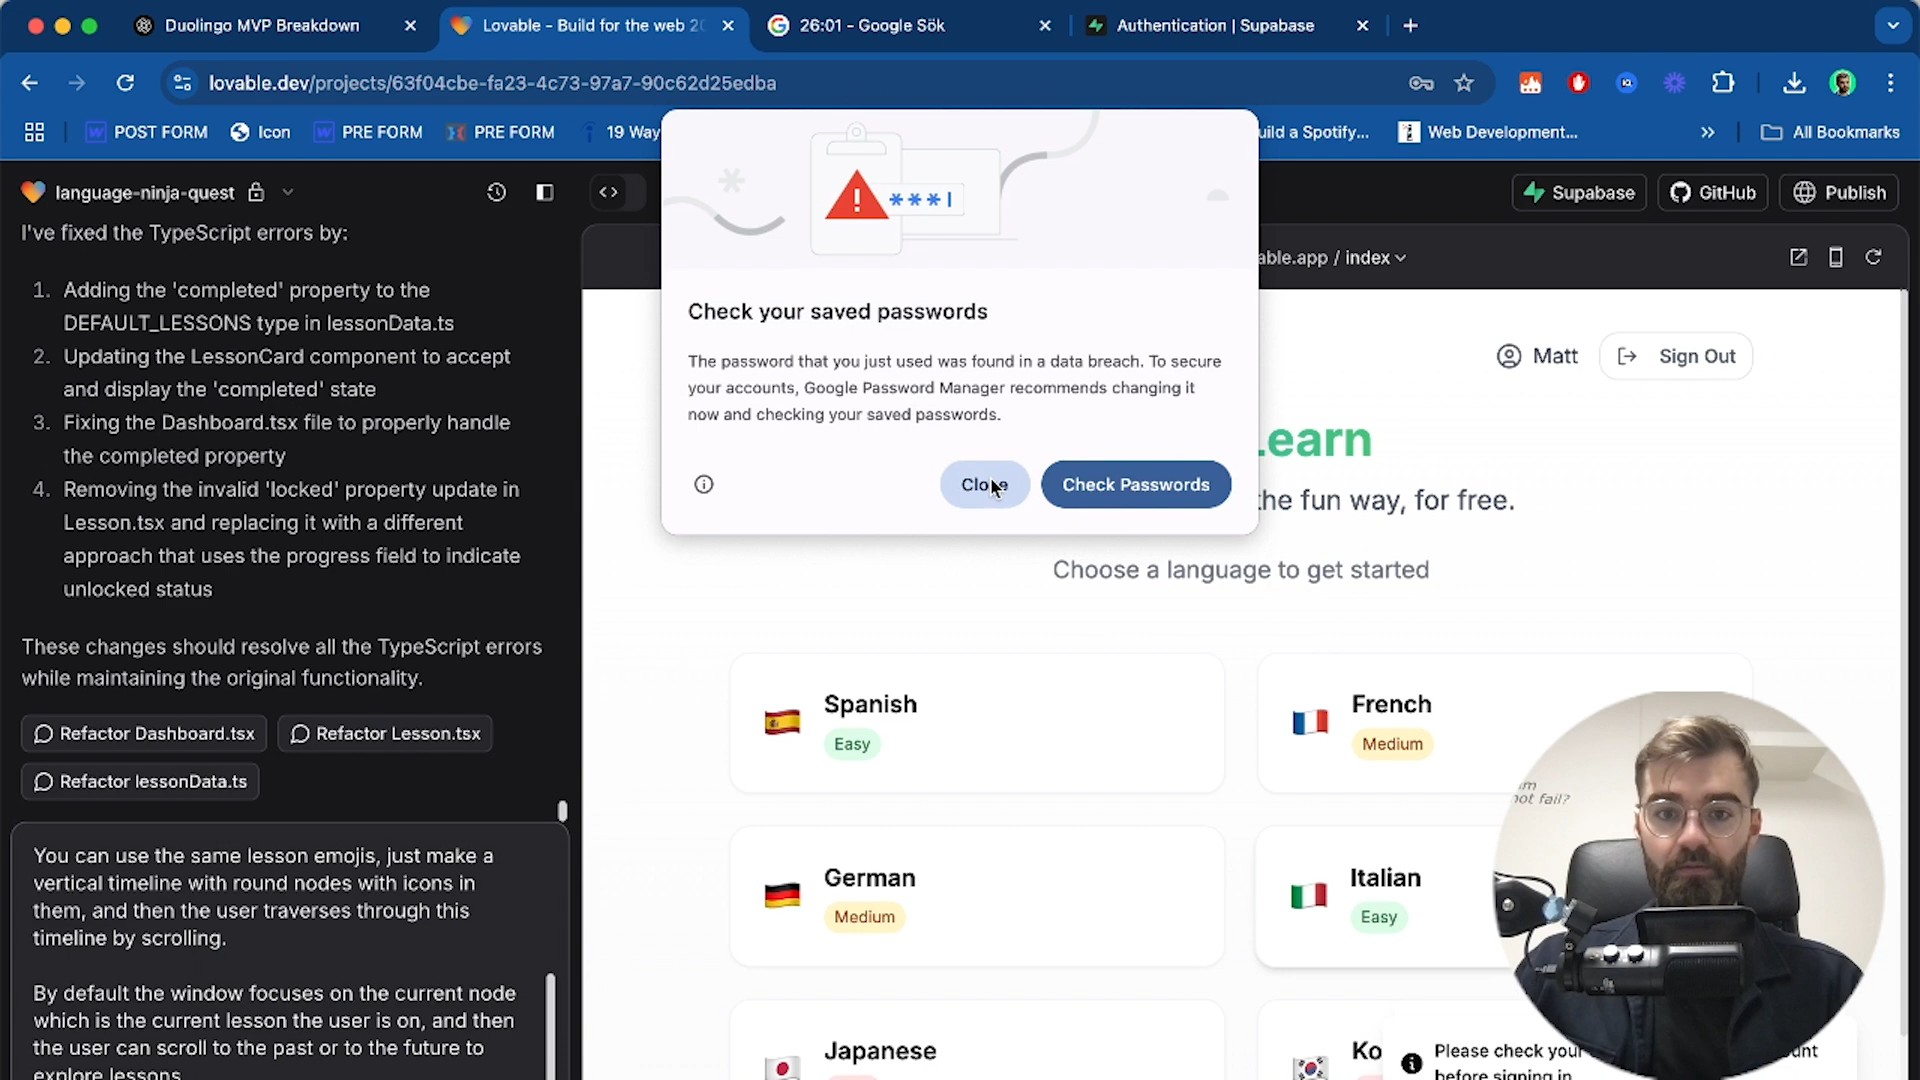 Duolingo MVP Breakdown
Lovable - Build for the web 20
26:01 - Google Sök
Authentication | Supabase
lovable.dev/projects/63f04cbe-fa23-4c73-97a7-90c62d25edba
POST FORM
Icon
PRE FORM
PRE FORM
19 Way
uild a Spotify...
Web Development...
All Bookmarks
language-ninja-quest
Supabase
GitHub
Publish
I've fixed the TypeScript errors by:
1. Adding the 'completed' property to the
DEFAULT_LESSONS type in lessonData.ts
2. Updating the LessonCard component to accept
and display the 'completed' state
3. Fixing the Dashboard.tsx file to properly handle
the completed property
4. Removing the invalid 'locked' property update in
Lesson.tsx and replacing it with a different
approach that uses the progress field to indicate
unlocked status
These changes should resolve all the TypeScript errors
while maintaining the original functionality.
Refactor Dashboard.tsx
Refactor Lesson.tsx
Refactor lessonData.ts
You can use the same lesson emojis, just make a
vertical timeline with round nodes with icons in
them, and then the user traverses through this
timeline by scrolling.
By default the window focuses on the current node
which is the current lesson the user is on, and then
the user can scroll to the past or to the future to
explore lessons
***|
Check your saved passwords
The password that you just used was found in a data breach. To secure
your accounts, Google Password Manager recommends changing it
now and checking your saved passwords.
Close
Check Passwords
able.app / index
Matt
Sign Out
Learn
the fun way, for free.
Choose a language to get started
Spanish
Easy
French
Medium
German
Medium
Italian
Easy
Japanese
Ko
not fail?
Please check your
unt
before signing in